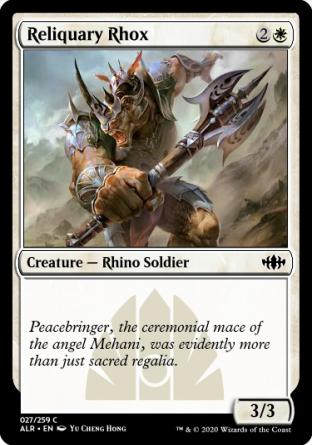 Reliquary Rhox 2
Creature — Rhino Soldier
Peacebringer, the ceremonial mace of
the angel Mehani, was evidently more
than just sacred regalia.
3/3
027/259 C
ALR • EN Yu Cheng Hong ™ & © 2020 Wizards of the Coast